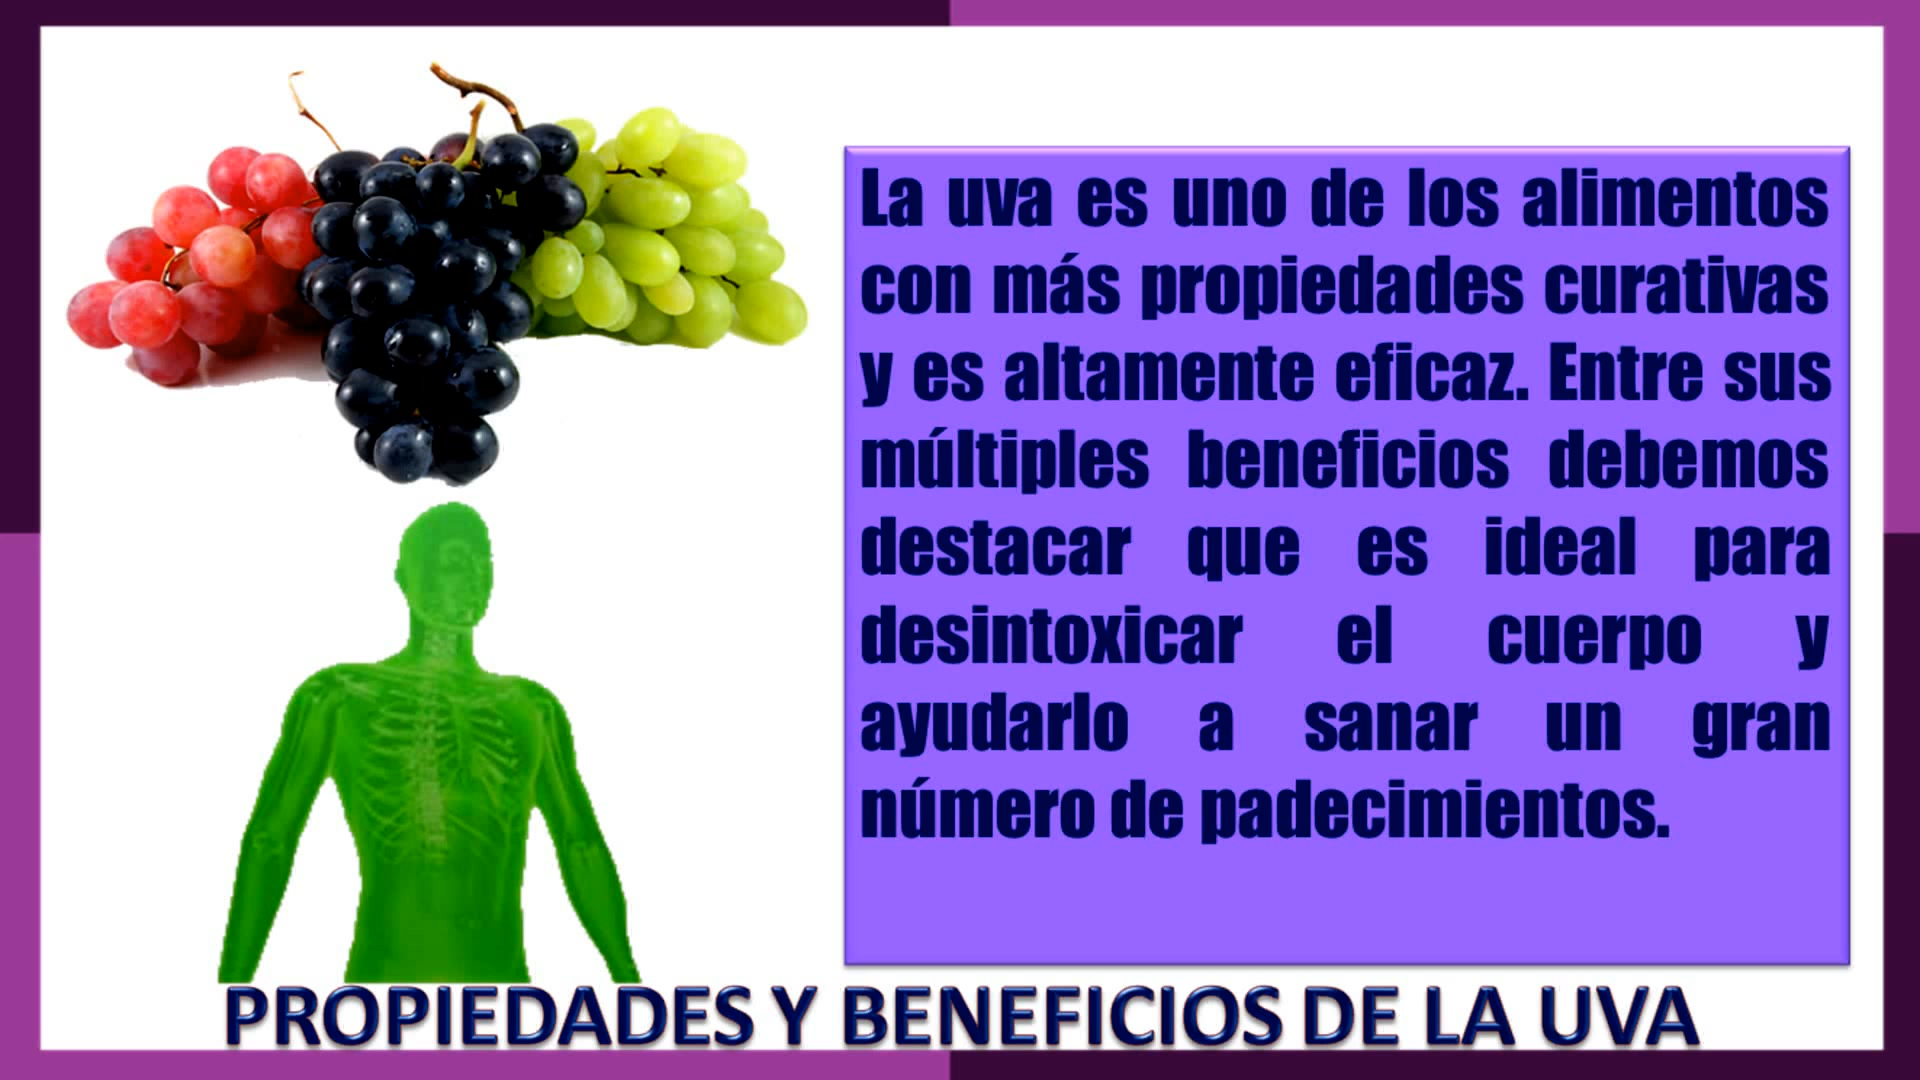 La uva es uno de los alimentos
con más propiedades curativas
y es altamente eficaz. Entre sus
múltiples beneficios debemos
destacar que es ideal para
desintoxicar el cuerpo y
ayudarlo a sanar un gran
número de padecimientos.
PROPIEDADES Y BENEFICIOS DE LA UVA